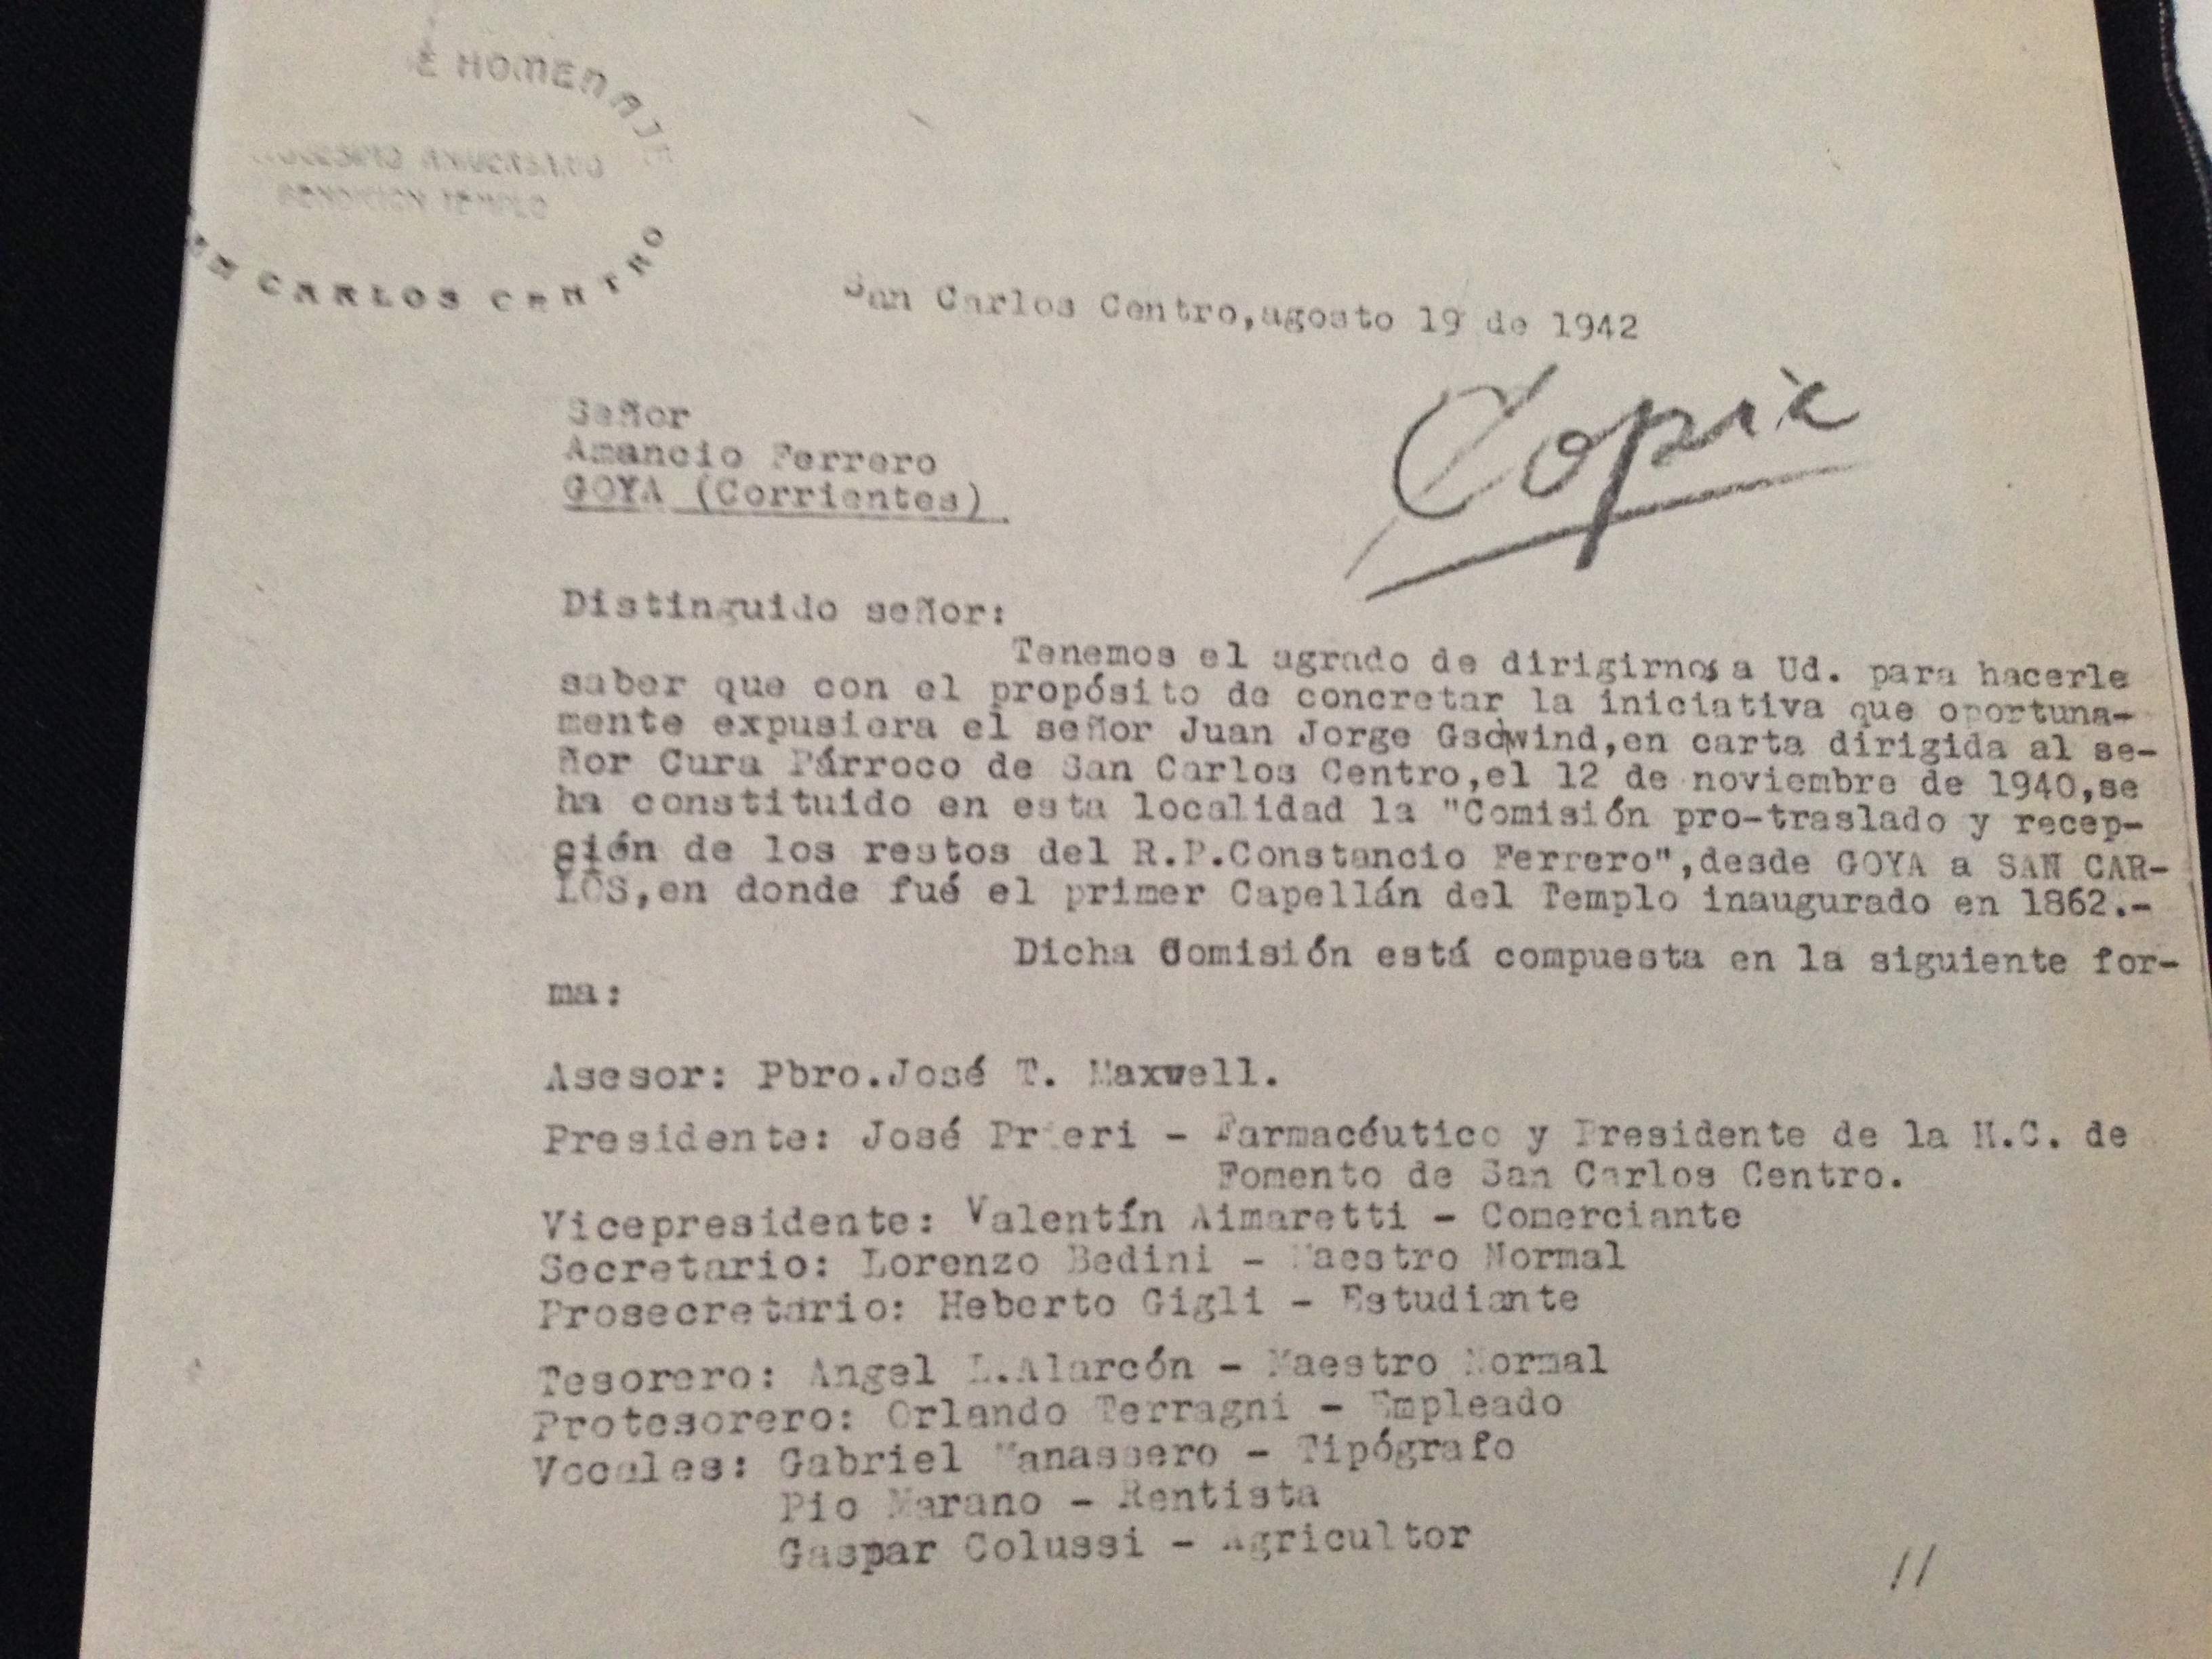 E HOMENAJE
ANIVERSARIO
BENDICION TEMPLO
CARLOS CENTRO
San Carlos Centro,agosto 19 de 1942
Copia
Señor
Amancio Ferrero
GOYA (Corrientes)
Distinguido señor:
Tenemos el agrado de dirigirnos a Ud. para hacerle
saber que con el propósito de concretar la iniciativa que oportuna-
mente expusiera el señor Juan Jorge Gschwind,en carta dirigida al se-
ñor Cura Párroco de San Carlos Centro,el 12 de noviembre de 1940,se
ha constituido en esta localidad la "Comisión pro-traslado y recep-
ción de los restos del R.P.Constancio Ferrero",desde GOYA a SAN CAR-
LOS,en donde fué el primer Capellán del Templo inaugurado en 1862.-
Dicha Comisión está compuesta en la siguiente for-
ma:
Asesor: Pbro.José T. Maxwell.
Presidente: José Prieri - Farmacéutico y Presidente de la H.C. de
Fomento de San Carlos Centro.
Vicepresidente: Valentín Aimaretti - Comerciante
Secretario: Lorenzo Bedini - Maestro Normal
Prosecretario: Heberto Gigli - Estudiante
Tesorero: Angel L.Alarcón - Maestro Normal
Protesorero: Orlando Terragni - Empleado
Vocales: Gabriel Manassero - Tipógrafo
Pio Marano - Rentista
Gaspar Colussi - Agricultor
//